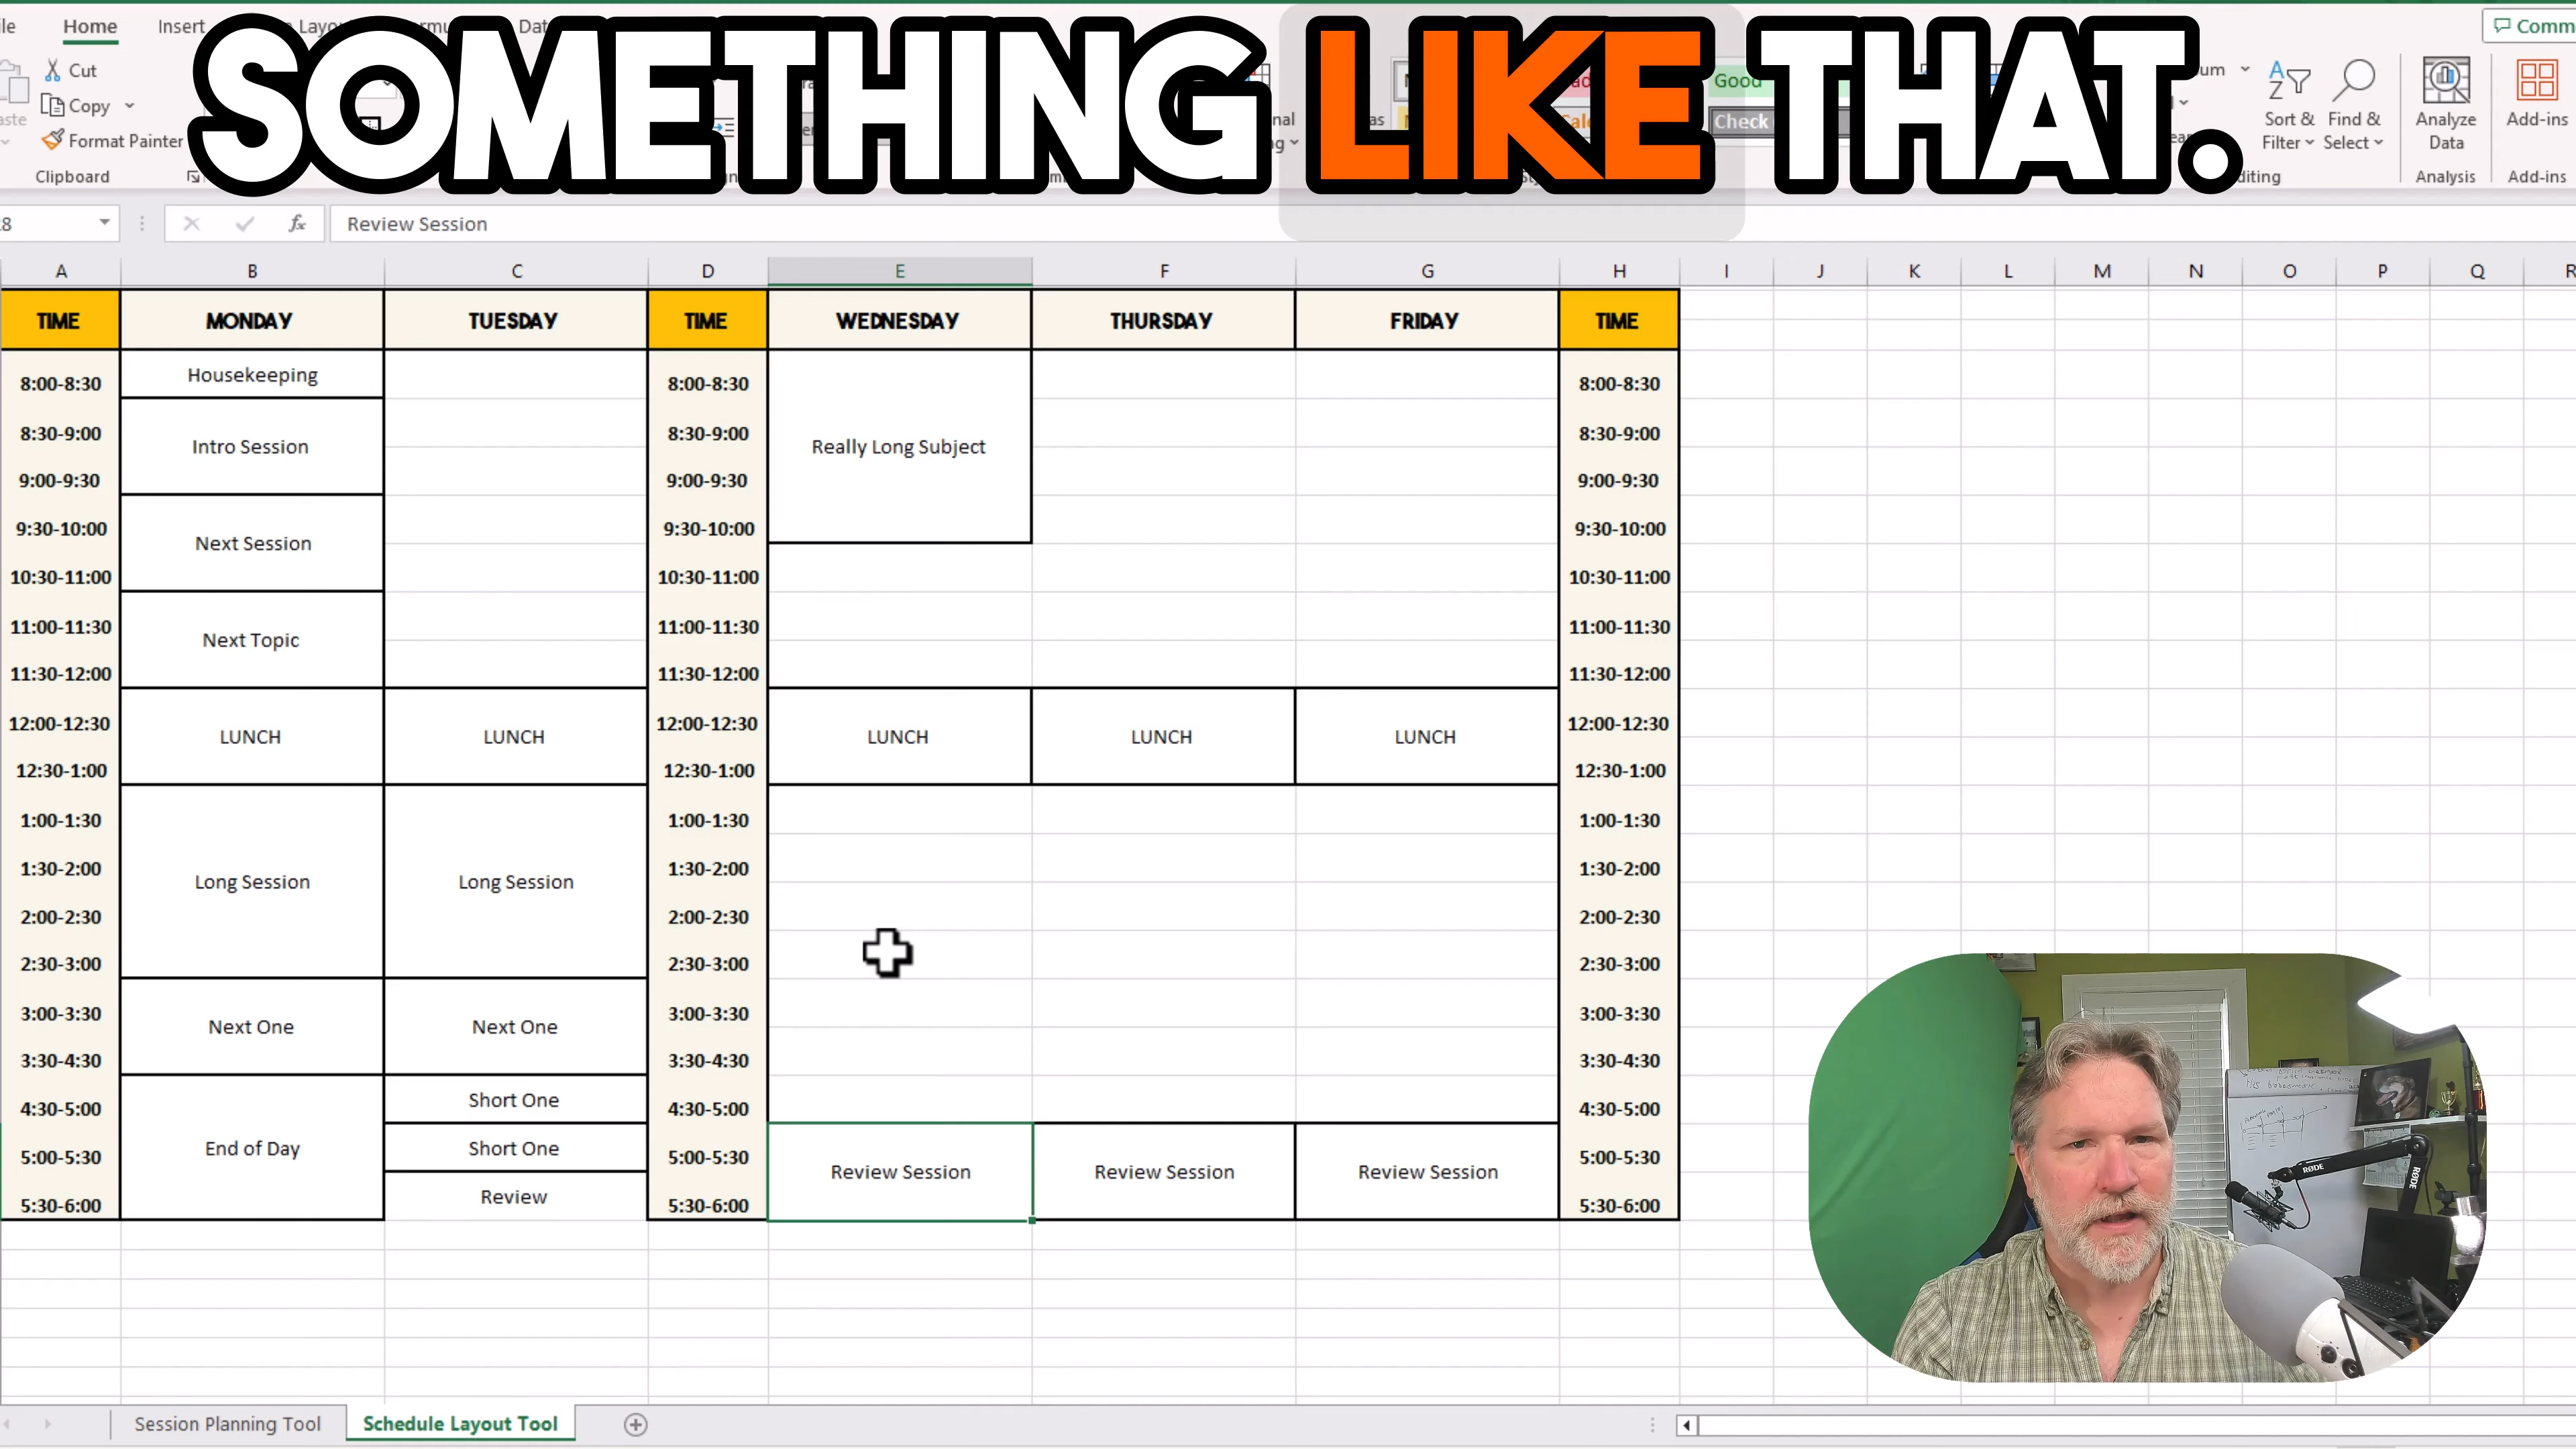 SOMETHING LIKE THAT.
Home Insert
Comm
Cut
Copy
Format Painter
Clipboard
Good
Check
Sort & Filter
Find & Select
Analyze Data
Add-ins
Analysis
Add-ins
Review Session
A B C D E F G H I J K L M N O P Q
TIME MONDAY TUESDAY TIME WEDNESDAY THURSDAY FRIDAY TIME
8:00-8:30 Housekeeping 8:00-8:30 8:00-8:30
8:30-9:00 Intro Session 8:30-9:00 Really Long Subject 8:30-9:00
9:00-9:30 9:00-9:30 9:00-9:30
9:30-10:00 Next Session 9:30-10:00 9:30-10:00
10:30-11:00 10:30-11:00 10:30-11:00
11:00-11:30 Next Topic 11:00-11:30 11:00-11:30
11:30-12:00 11:30-12:00 11:30-12:00
12:00-12:30 LUNCH LUNCH 12:00-12:30 LUNCH LUNCH LUNCH 12:00-12:30
12:30-1:00 12:30-1:00 12:30-1:00
1:00-1:30 1:00-1:30 1:00-1:30
1:30-2:00 Long Session Long Session 1:30-2:00 1:30-2:00
2:00-2:30 2:00-2:30 2:00-2:30
2:30-3:00 2:30-3:00 2:30-3:00
3:00-3:30 Next One Next One 3:00-3:30 3:00-3:30
3:30-4:30 3:30-4:30 3:30-4:30
4:30-5:00 Short One 4:30-5:00 4:30-5:00
5:00-5:30 End of Day Short One 5:00-5:30 Review Session Review Session Review Session 5:00-5:30
5:30-6:00 Review 5:30-6:00 5:30-6:00
RØDE
RØDE
Session Planning Tool Schedule Layout Tool